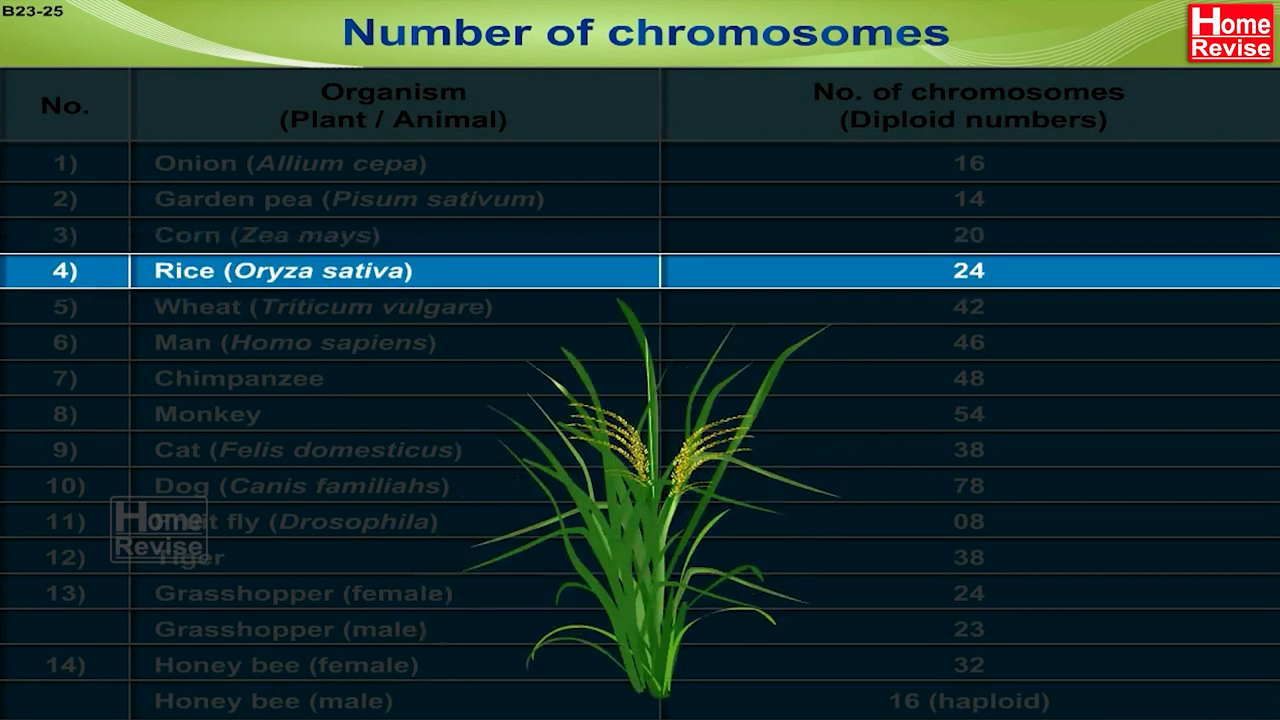 B23-25
Number of chromosomes
Home
Revise
No. Organism (Plant / Animal) No. of chromosomes (Diploid numbers)
1) Onion (Allium cepa) 16
2) Garden pea (Pisum sativum) 14
3) Corn (Zea mays) 20
4) Rice (Oryza sativa) 24
5) Wheat (Triticum vulgare) 42
6) Man (Homo sapiens) 46
7) Chimpanzee 48
8) Monkey 54
9) Cat (Felis domesticus) 38
10) Dog (Canis familiahs) 78
11) Fruit fly (Drosophila) 08
12) Tiger 38
13) Grasshopper (female) 24
Grasshopper (male) 23
14) Honey bee (female) 32
Honey bee (male) 16 (haploid)
Home
Revise